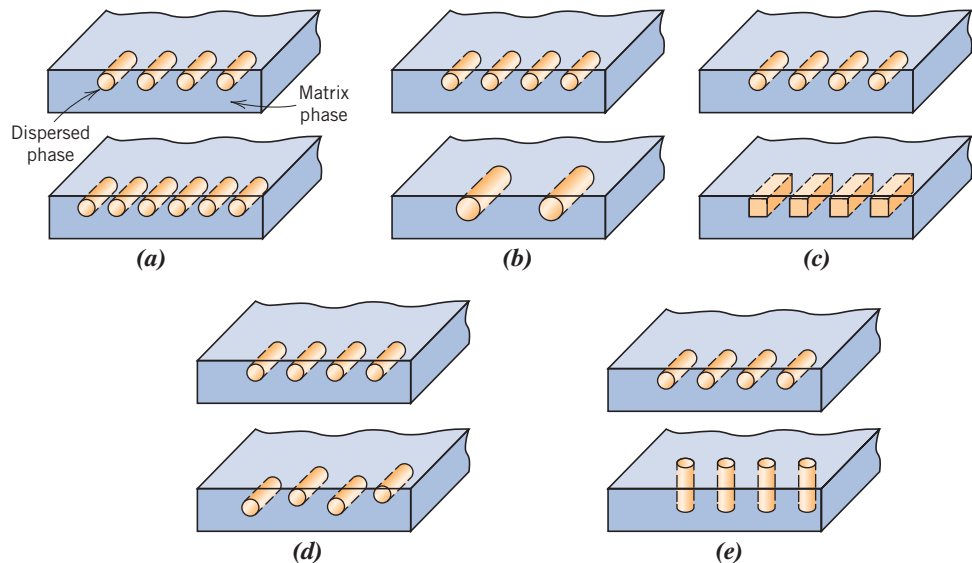 Matrix
phase
Dispersed
phase
(a)
(b)
(c)
(d)
(e)